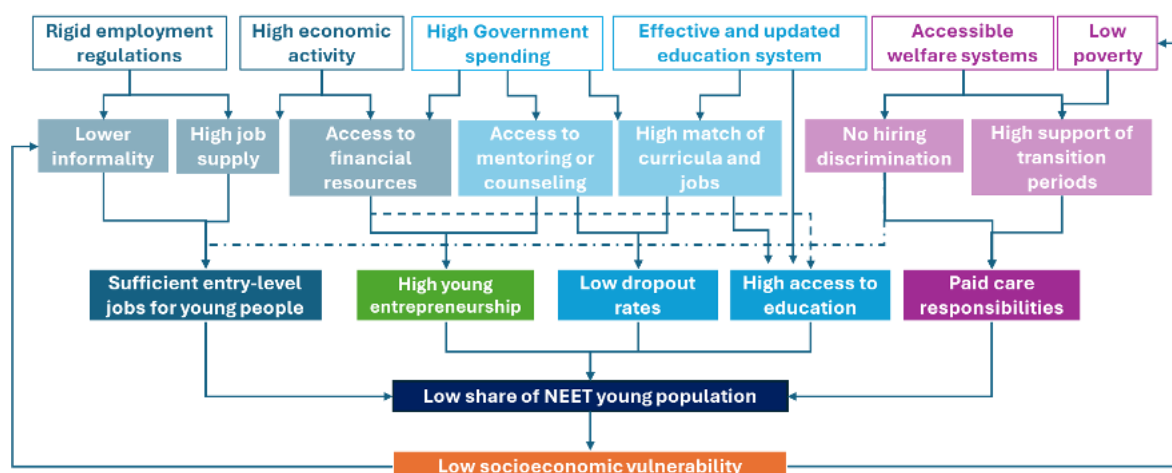 Rigid employment
regulations
High economic
activity
High Government
spending
Effective and updated
education system
Accessible
welfare systems
Low
poverty
Lower
informality
High job
supply
Access to
financial
resources
Access to
mentoring or
counseling
High match of
curricula and
jobs
No hiring
discrimination
High support of
transition
periods
Sufficient entry-level
jobs for young people
High young
entrepreneurship
Low dropout
rates
High access to
education
Paid care
responsibilities
Low share of NEET young population
Low socioeconomic vulnerability